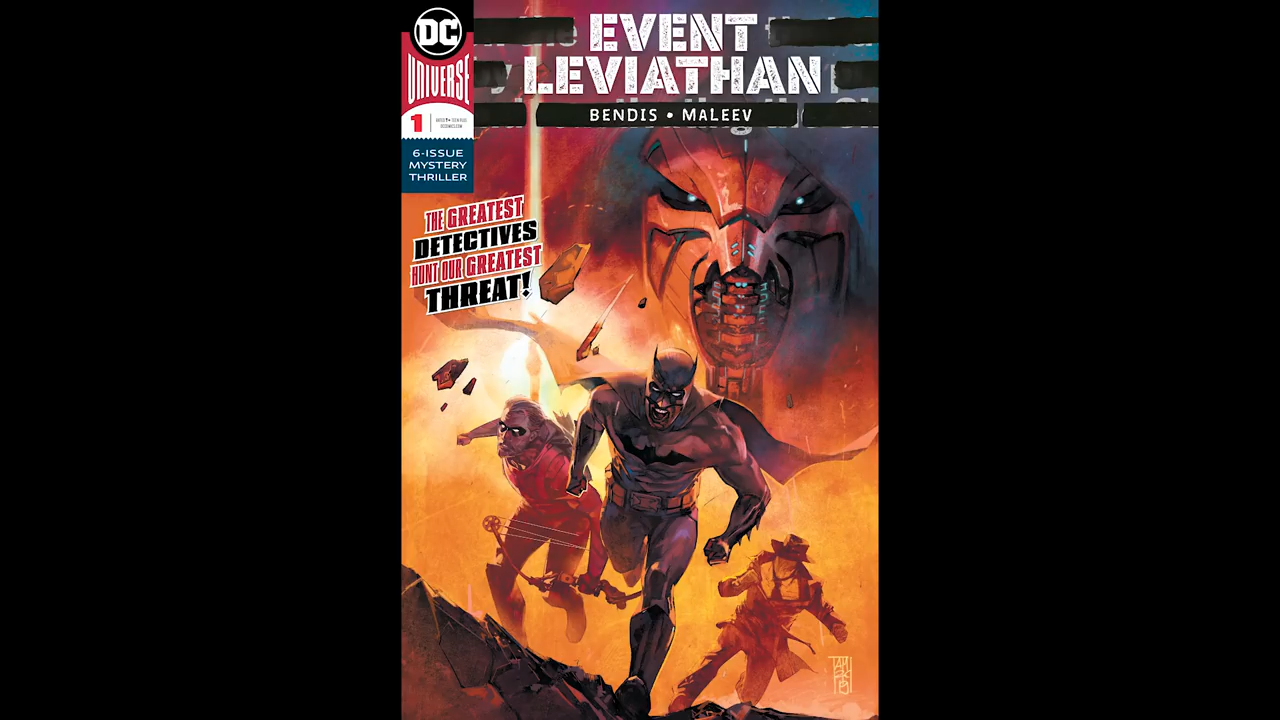 DC
UNIVERSE
1
6-ISSUE
MYSTERY
THRILLER
EVENT
LEVIATHAN
BENDIS • MALEEV
THE GREATEST
DETECTIVES
HUNT OUR GREATEST
THREAT!